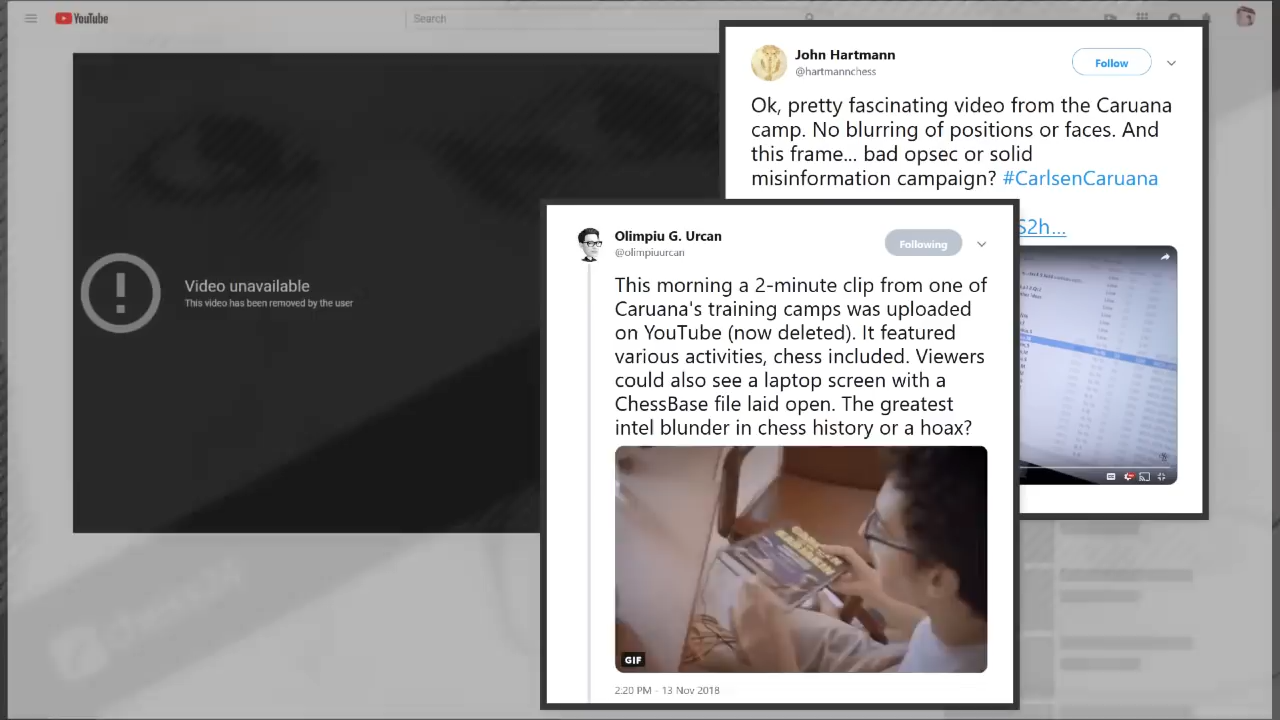 YouTube
Search
Video unavailable
This video has been removed by the user
John Hartmann
@hartmannchess
Follow
Ok, pretty fascinating video from the Caruana
camp. No blurring of positions or faces. And
this frame... bad opsec or solid
misinformation campaign? #CarlsenCaruana
S2h...
Olimpiu G. Urcan
@olimpiuurcan
Following
This morning a 2-minute clip from one of
Caruana's training camps was uploaded
on YouTube (now deleted). It featured
various activities, chess included. Viewers
could also see a laptop screen with a
ChessBase file laid open. The greatest
intel blunder in chess history or a hoax?
GIF
2:20 PM - 13 Nov 2018